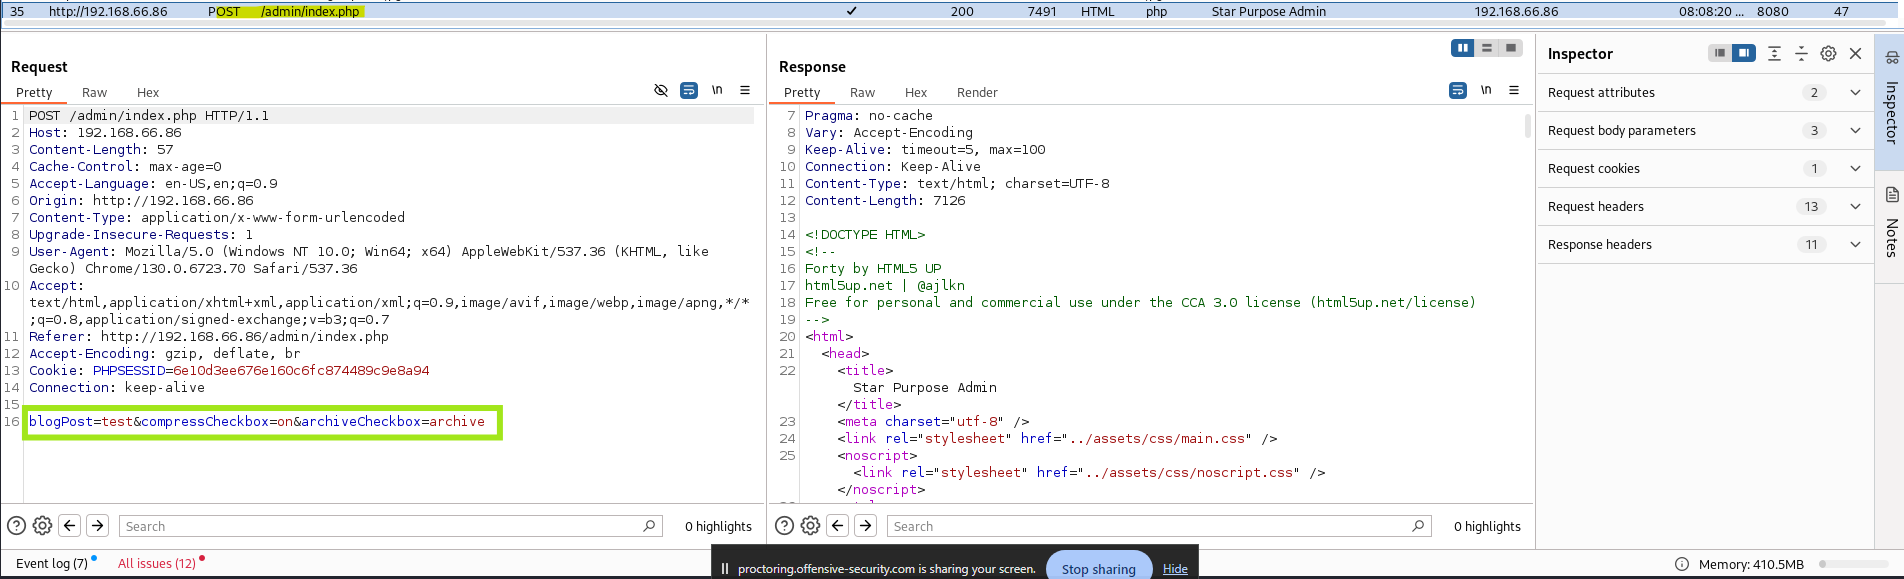 35 http://192.168.66.86 POST /admin/index.php 200 7491 HTML php Star Purpose Admin 192.168.66.86 08:08:20 ... 8080 47
Request
Pretty Raw Hex
\n
1 POST /admin/index.php HTTP/1.1
2 Host: 192.168.66.86
3 Content-Length: 57
4 Cache-Control: max-age=0
5 Accept-Language: en-US,en;q=0.9
6 Origin: http://192.168.66.86
7 Content-Type: application/x-www-form-urlencoded
8 Upgrade-Insecure-Requests: 1
9 User-Agent: Mozilla/5.0 (Windows NT 10.0; Win64; x64) AppleWebKit/537.36 (KHTML, like
Gecko) Chrome/130.0.6723.70 Safari/537.36
10 Accept:
text/html,application/xhtml+xml,application/xml;q=0.9,image/avif,image/webp,image/apng,*/*
;q=0.8,application/signed-exchange;v=b3;q=0.7
11 Referer: http://192.168.66.86/admin/index.php
12 Accept-Encoding: gzip, deflate, br
13 Cookie: PHPSESSID=6e10d3ee676e160c6fc874489c9e8a94
14 Connection: keep-alive
15
16 blogPost=test&compressCheckbox=on&archiveCheckbox=archive
Search
0 highlights
Response
Pretty Raw Hex Render
\n
7 Pragma: no-cache
8 Vary: Accept-Encoding
9 Keep-Alive: timeout=5, max=100
10 Connection: Keep-Alive
11 Content-Type: text/html; charset=UTF-8
12 Content-Length: 7126
13
14 <!DOCTYPE HTML>
15 <!--
16 Forty by HTML5 UP
17 html5up.net | @ajlkn
18 Free for personal and commercial use under the CCA 3.0 license (html5up.net/license)
19 -->
20 <html>
21 <head>
22 <title>
Star Purpose Admin
</title>
23 <meta charset="utf-8" />
24 <link rel="stylesheet" href="../assets/css/main.css" />
25 <noscript>
<link rel="stylesheet" href="../assets/css/noscript.css" />
</noscript>
Search
0 highlights
Inspector
Request attributes 2
Request body parameters 3
Request cookies 1
Request headers 13
Response headers 11
Inspector
Notes
Event log (7)
All issues (12)
proctoring.offensive-security.com is sharing your screen.
Stop sharing
Hide
Memory: 410.5MB